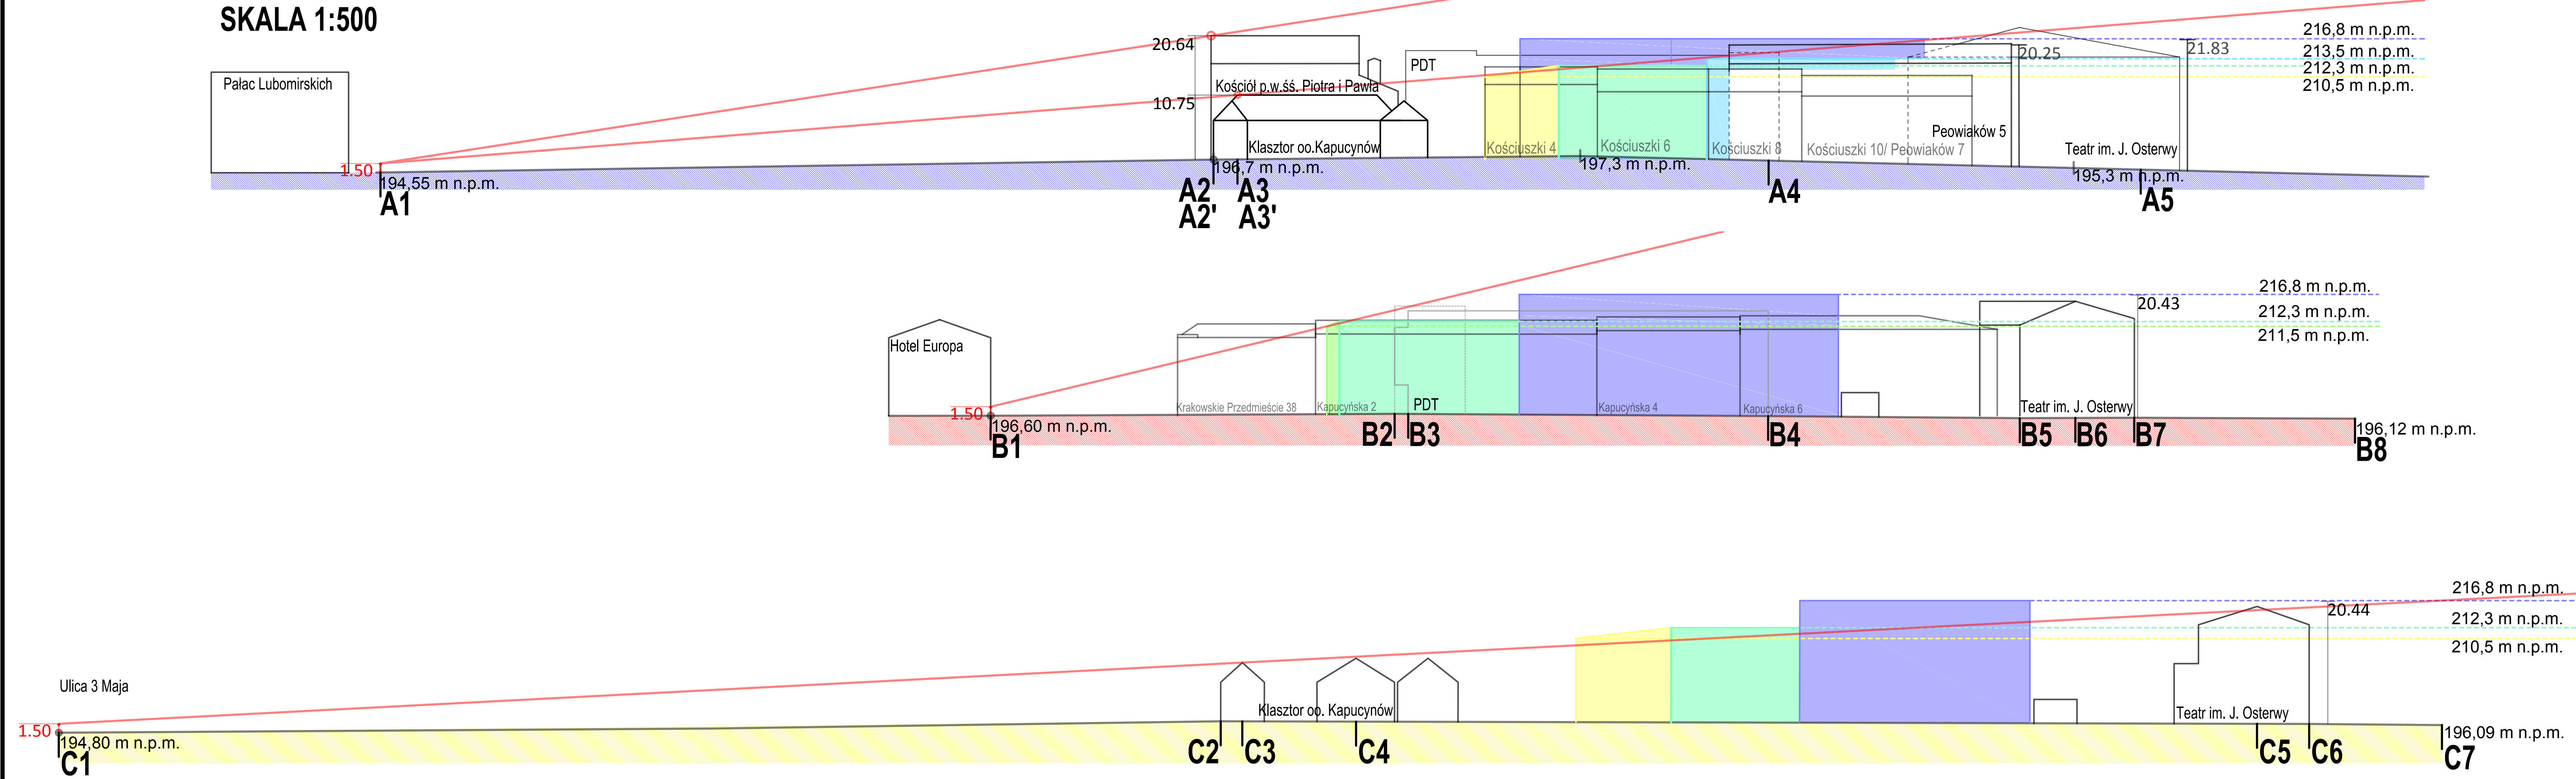 SKALA 1:500
216,8 m n.p.m.
213,5 m n.p.m.
212,3 m n.p.m.
210,5 m n.p.m.
20.64
20.25
21.83
PDT
Pałac Lubomirskich
Kościół p.w.śś. Piotra i Pawła
10.75
Peowiaków 5
Klasztor oo.Kapucynów
Kościuszki 4
Kościuszki 6
Kościuszki 8
Kościuszki 10/ Peowiaków 7
Teatr im. J. Osterwy
1.50
194,55 m n.p.m.
196,7 m n.p.m.
197,3 m n.p.m.
195,3 m n.p.m.
A1
A2
A3
A4
A5
A2'
A3'
216,8 m n.p.m.
20.43
212,3 m n.p.m.
211,5 m n.p.m.
Hotel Europa
Krakowskie Przedmieście 38
Kapucyńska 2
PDT
Kapucyńska 4
Kapucyńska 6
Teatr im. J. Osterwy
1.50
196,60 m n.p.m.
196,12 m n.p.m.
B1
B2
B3
B4
B5
B6
B7
B8
216,8 m n.p.m.
20.44
212,3 m n.p.m.
210,5 m n.p.m.
Ulica 3 Maja
Klasztor oo. Kapucynów
Teatr im. J. Osterwy
1.50
194,80 m n.p.m.
196,09 m n.p.m.
C1
C2
C3
C4
C5
C6
C7